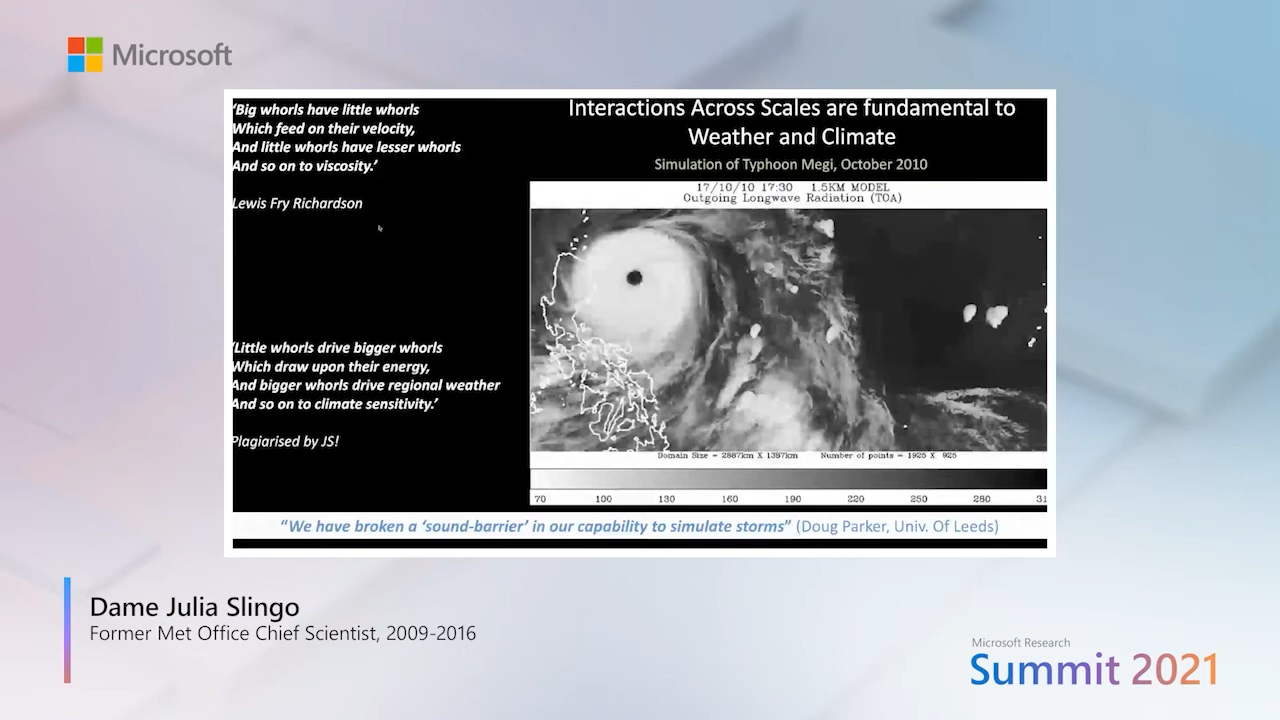 Microsoft
'Big whorls have little whorls
Which feed on their velocity,
And little whorls have lesser whorls
And so on to viscosity.'
Lewis Fry Richardson
'Little whorls drive bigger whorls
Which draw upon their energy,
And bigger whorls drive regional weather
And so on to climate sensitivity.'
Plagiarised by JS!
Interactions Across Scales are fundamental to
Weather and Climate
Simulation of Typhoon Megi, October 2010
17/10/10 17:30 1.5KM MODEL
Outgoing Longwave Radiation (TOA)
Domain Size = 2887km X 1387km Number of points = 1925 X 925
70 100 130 160 190 220 250 280 31
"We have broken a 'sound-barrier' in our capability to simulate storms" (Doug Parker, Univ. Of Leeds)
Dame Julia Slingo
Former Met Office Chief Scientist, 2009-2016
Microsoft Research
Summit 2021